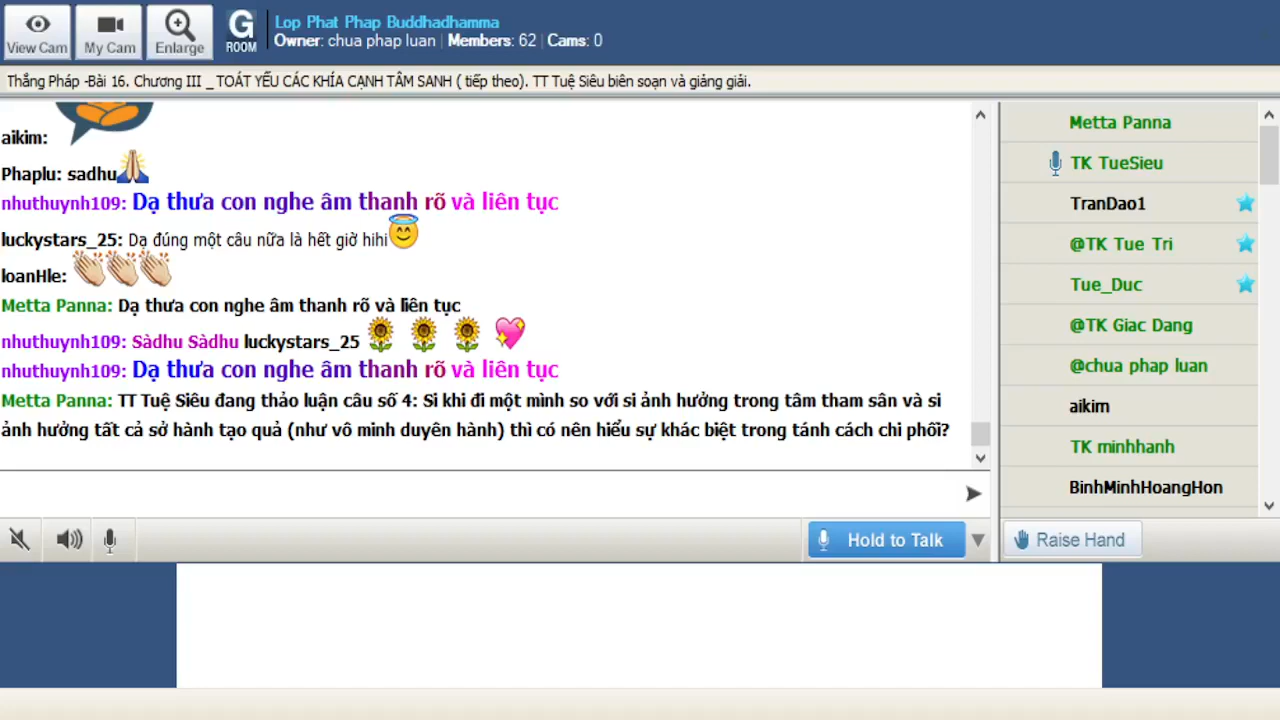 View Cam
My Cam
Enlarge
G
ROOM
Lop Phat Phap Buddhadhamma
Owner: chua phap luan | Members: 62 | Cams: 0
Thắng Pháp -Bài 16. Chương III _ TOÁT YẾU CÁC KHÍA CẠNH TÂM SANH ( tiếp theo). TT Tuệ Siêu biên soạn và giảng giải.
aikim:
Phaplu: sadhu
nhuthuynh109: Dạ thưa con nghe âm thanh rõ và liên tục
luckystars_25: Dạ đúng một câu nữa là hết giờ hihi
loanHle:
Metta Panna: Dạ thưa con nghe âm thanh rõ và liên tục
nhuthuynh109: Sàdhu Sàdhu luckystars_25
nhuthuynh109: Dạ thưa con nghe âm thanh rõ và liên tục
Metta Panna: TT Tuệ Siêu đang thảo luận câu số 4: Si khi đi một mình so với si ảnh hưởng trong tâm tham sân và si
ảnh hưởng tất cả sở hành tạo quả (như vô minh duyên hành) thì có nên hiểu sự khác biệt trong tánh cách chi phối?
Metta Panna
TK TueSieu
TranDao1
@TK Tue Tri
Tue_Duc
@TK Giac Dang
@chua phap luan
aikim
TK minhhanh
BinhMinhHoangHon
Hold to Talk
Raise Hand